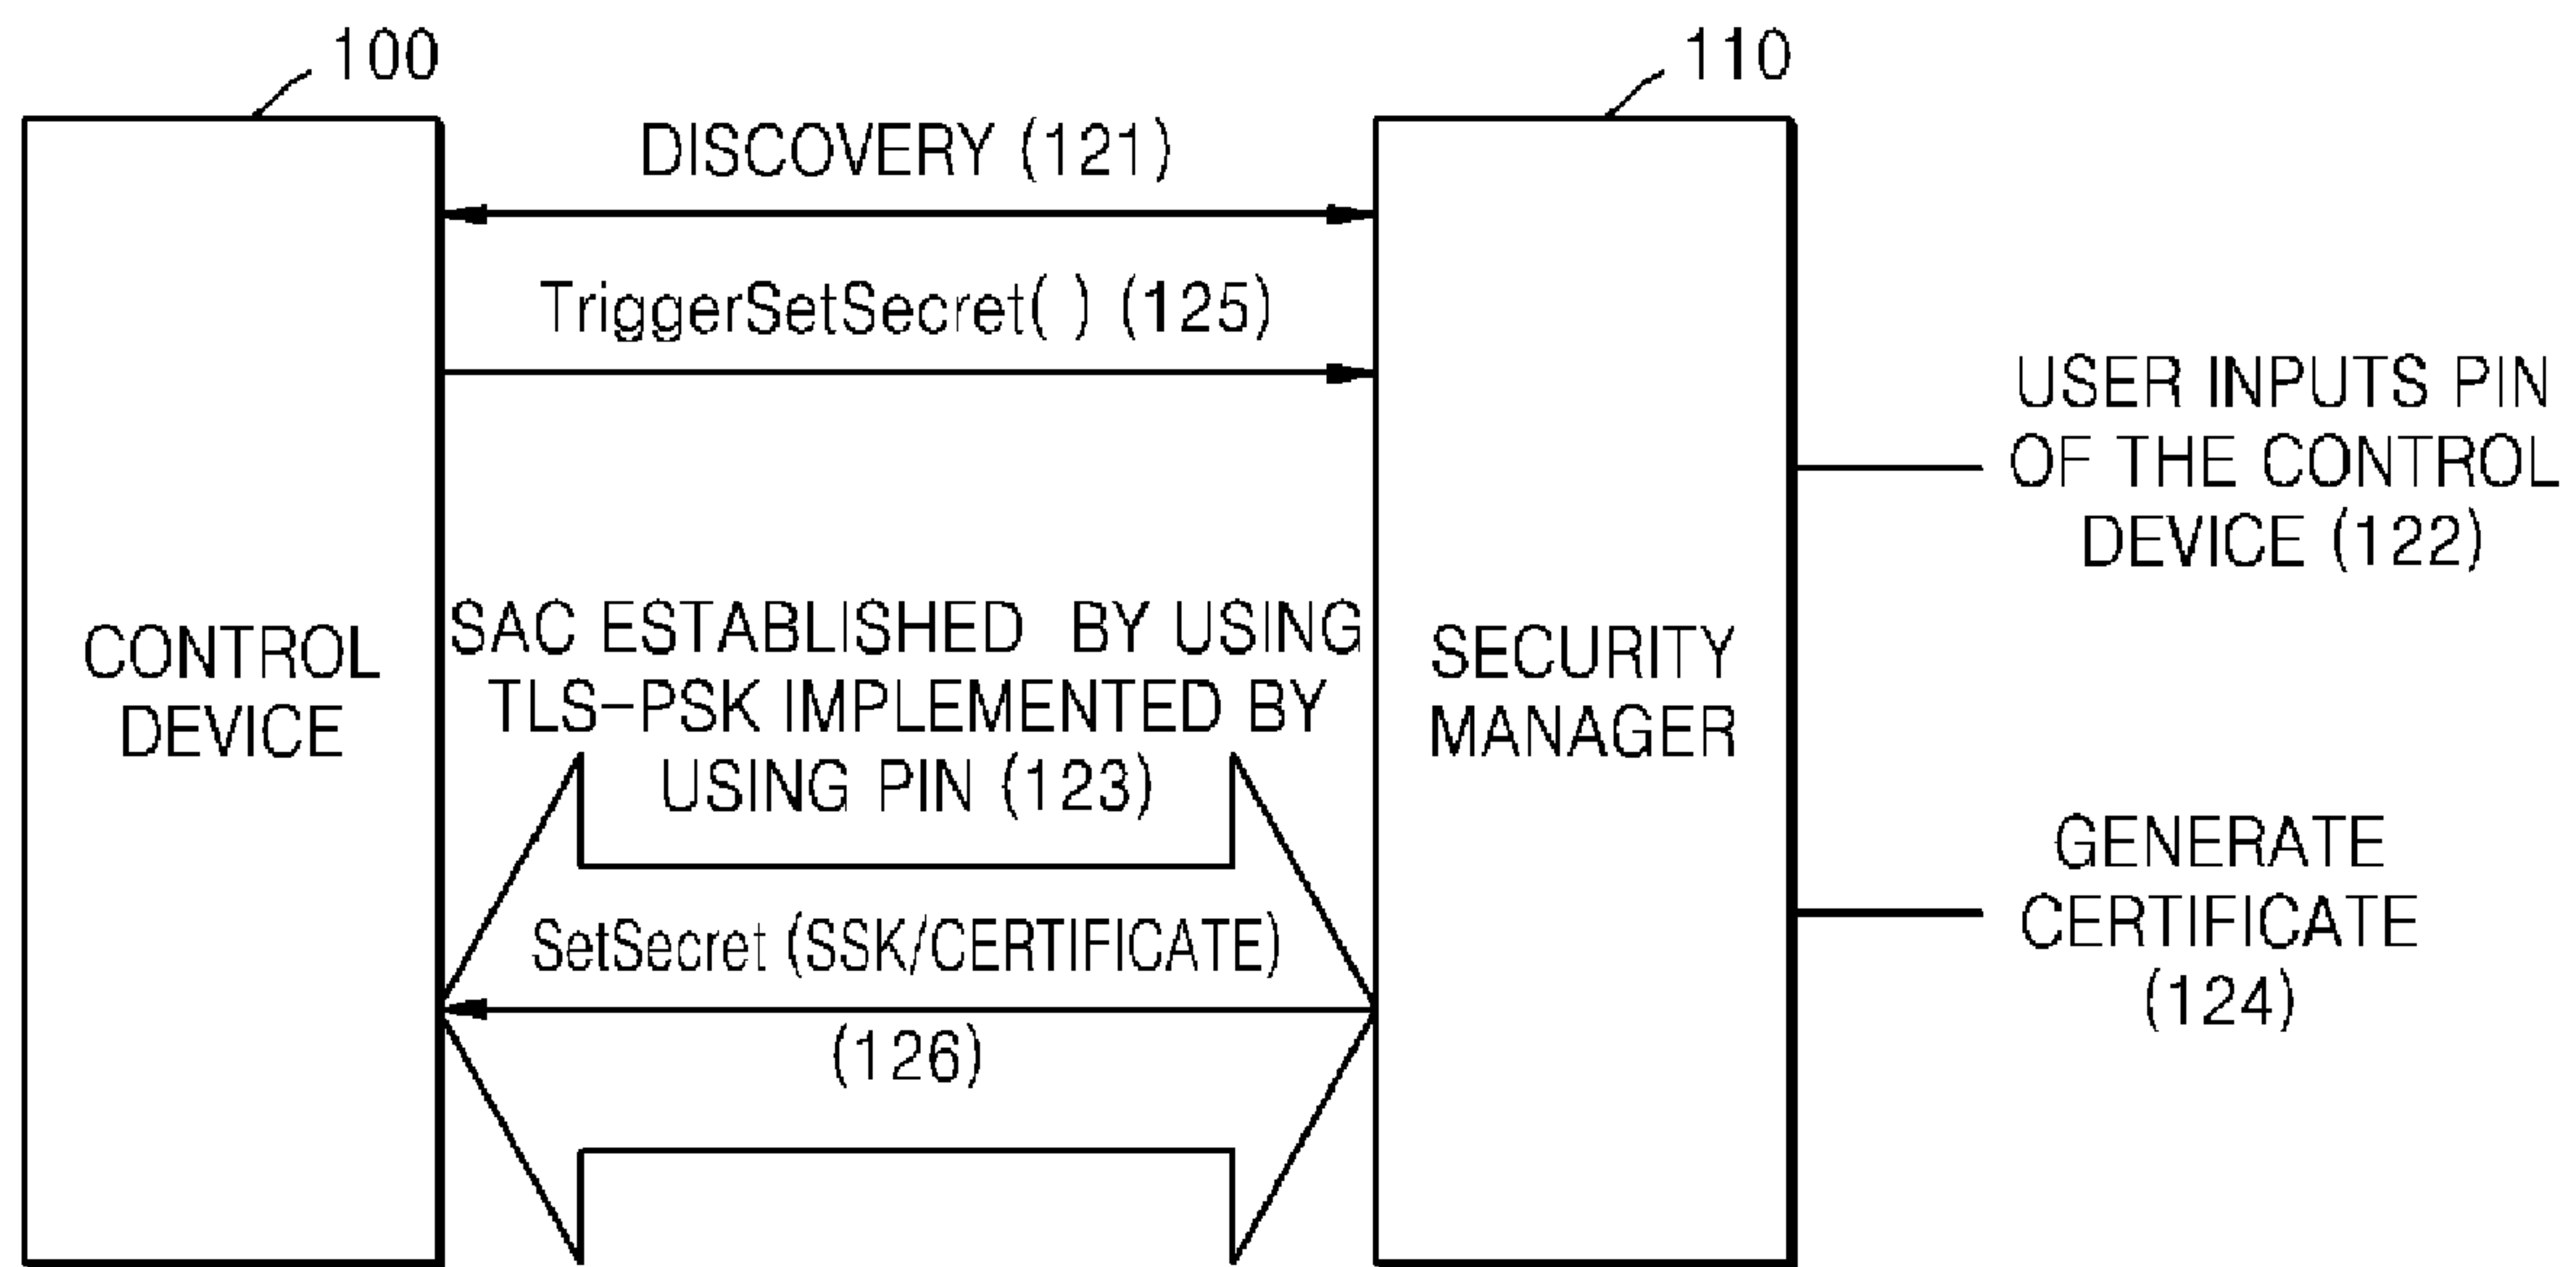 100
110
DISCOVERY (121)
TriggerSetSecret( ) (125)
USER INPUTS PIN
OF THE CONTROL
DEVICE (122)
CONTROL
DEVICE
SAC ESTABLISHED BY USING
TLS-PSK IMPLEMENTED BY
USING PIN (123)
SECURITY
MANAGER
GENERATE
CERTIFICATE
(124)
SetSecret (SSK/CERTIFICATE)
(126)